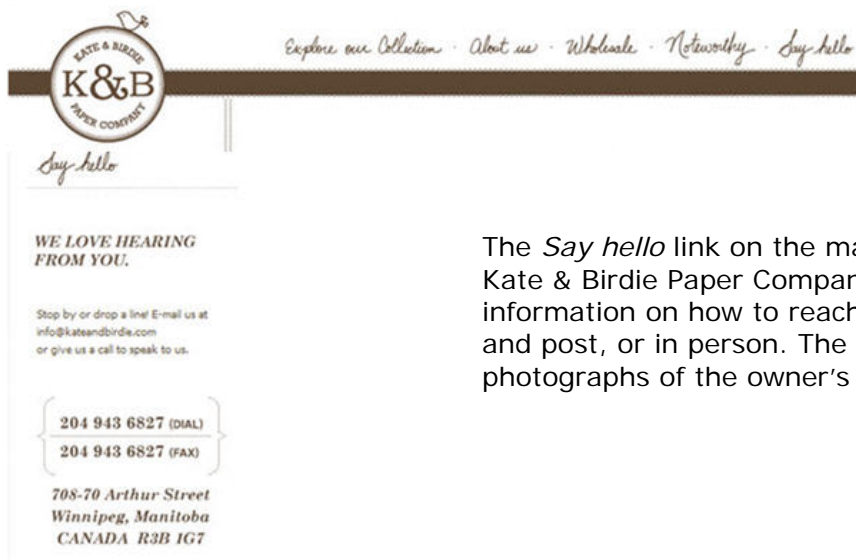 KATE & BIRDIE
K&B
PAPER COMPANY
Explore our Collection · About us · Wholesale · Noteworthy · Say hello
Say hello
WE LOVE HEARING
FROM YOU.
Stop by or drop a line! E-mail us at
info@kateandbirdie.com
or give us a call to speak to us.
204 943 6827 (DIAL)
204 943 6827 (FAX)
708-70 Arthur Street
Winnipeg, Manitoba
CANADA R3B 1G7
The Say hello link on the
Kate & Birdie Paper
information on how to reach
and post, or in person. The
photographs of the owner's